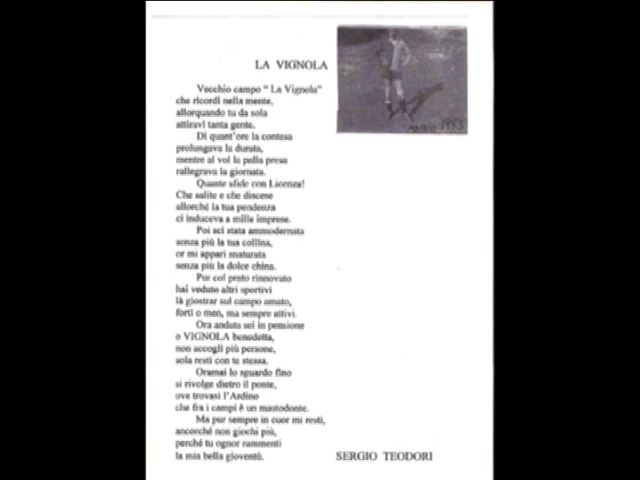 LA VIGNOLA
Vecchio campo " La Vignola"
che ricordi nella mente,
allorquando tu da sola
attiravi tanta gente.
Di quant'ore la contesa
prolungava la durata,
mentre al vol la palla presa
rallegrava la giornata.
Quante sfide con Licenza!
Che salite e che discese
allorché la tua pendenza
ci induceva a mille imprese.
Poi sei stata ammodernata
senza più la tua collina,
or mi appari snaturata
senza più la dolce china.
Pur col prato rinnovato
hai veduto altri sportivi
là giostrar sul campo amato,
forti o men, ma sempre attivi.
Ora andata sei in pensione
o VIGNOLA benedetta,
non accogli più persone,
sola resti con te stessa.
Oramai lo sguardo fino
si rivolge dietro il ponte,
ove trovasi l'Ardino
che fra i campi è un mastodonte.
Ma pur sempre in cuor mi resti,
ancorché non giochi più,
perché tu ognor rammenti
la mia bella gioventù.
SERGIO TEODORI
1953